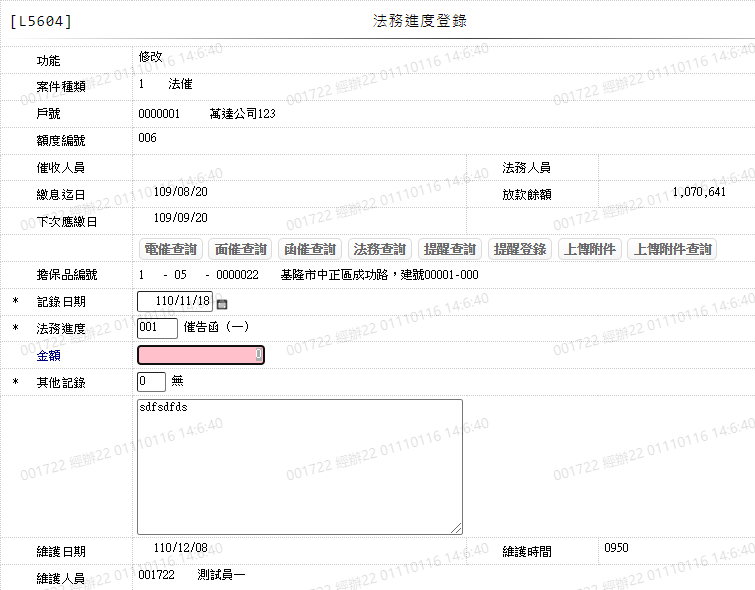 [L5604] 法務進度登錄
功能 修改
案件種類 1 法催
戶號 0000001 萬達公司123
額度編號 006
催收人員 法務人員
繳息迄日 109/08/20 放款餘額 1,070,641
下次應繳日 109/09/20
電催查詢 面催查詢 函催查詢 法務查詢 提醒查詢 提醒登錄 上傳附件 上傳附件查詢
擔保品編號 1 - 05 - 0000022 基隆市中正區成功路，建號00001-000
* 記錄日期 110/11/18
* 法務進度 001 催告函（一）
金額 0
* 其他記錄 0 無
sdfsdfds
維護日期 110/12/08 維護時間 0950
維護人員 001722 測試員一
001722 經辦22 01110116 14:6:40